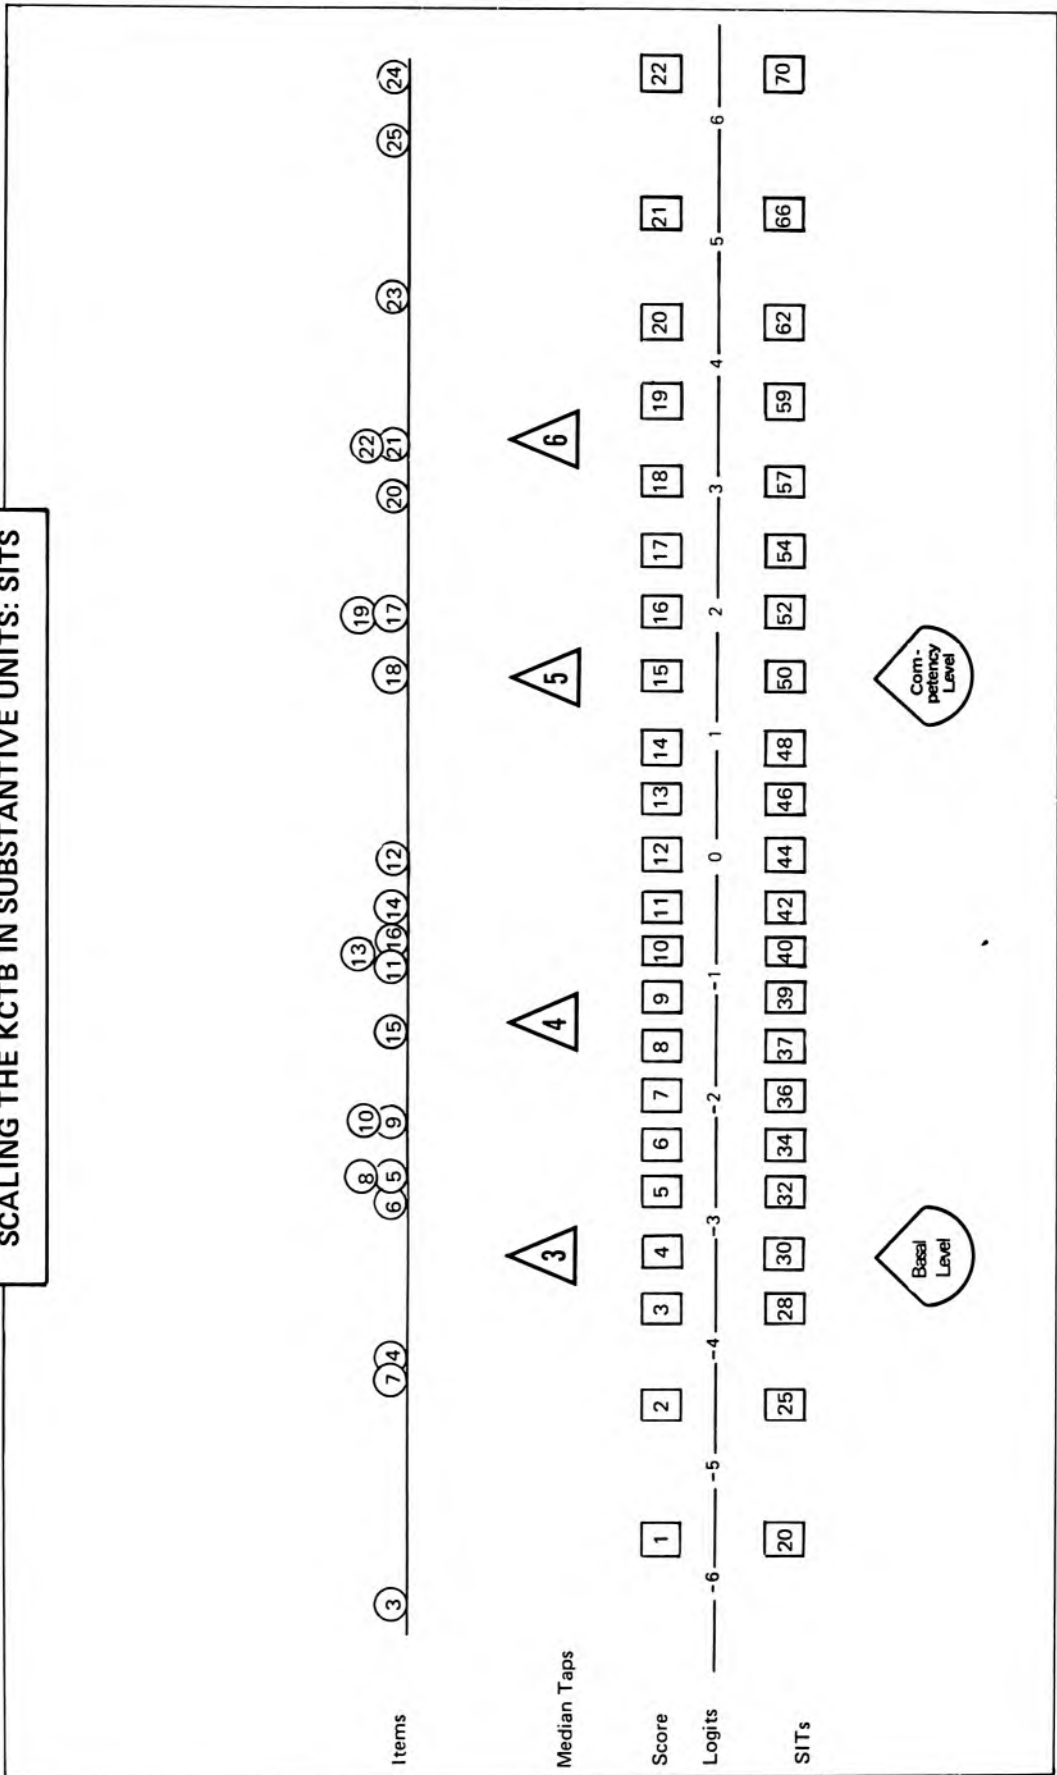 SCALING THE KCTB IN SUBSTANTIVE UNITS: SITS
Items 3 7 4 6 8 5 10 9 15 11 13 16 14 12 18 19 17 20 22 21 23 25 24
Median Taps 3 4 5 6
Score 1 2 3 4 5 6 7 8 9 10 11 12 13 14 15 16 17 18 19 20 21 22
Logits -6 -5 -4 -3 -2 -1 0 1 2 3 4 5 6
SITs 20 25 28 30 32 34 36 37 39 40 42 44 46 48 50 52 54 57 59 62 66 70
Basal
Level
Com-
petency
Level